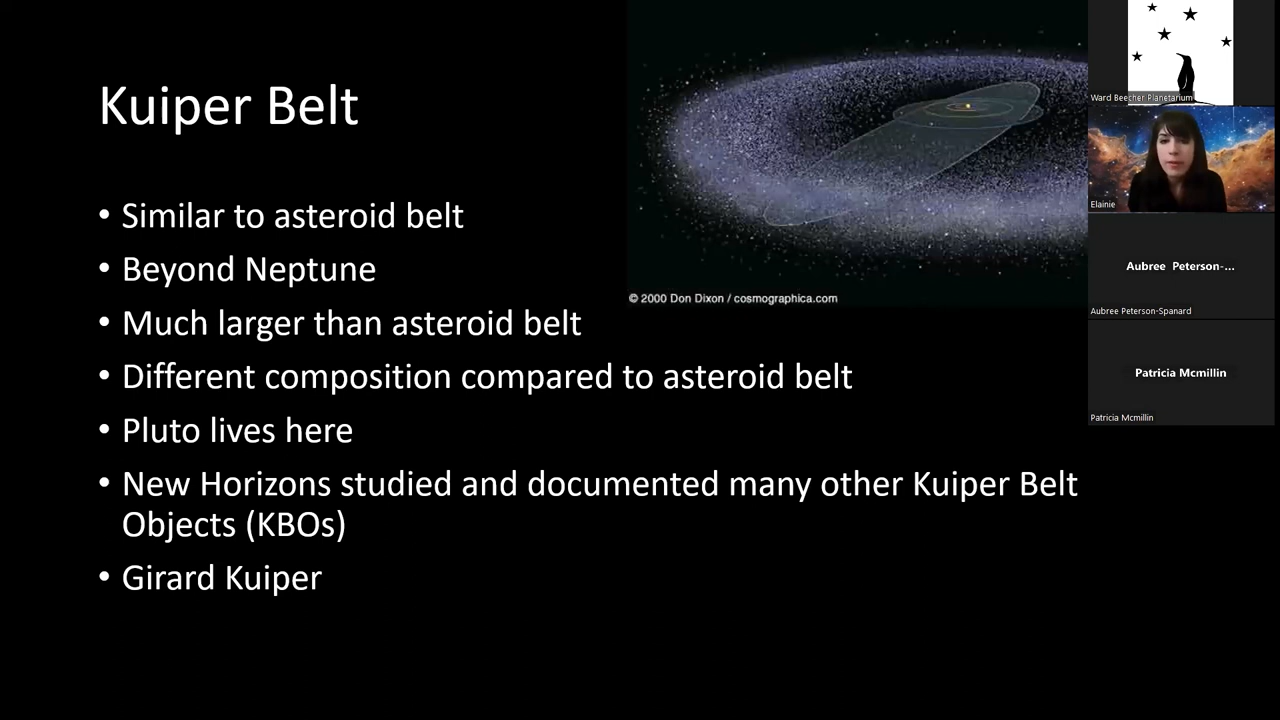 Kuiper Belt
• Similar to asteroid belt
• Beyond Neptune
• Much larger than asteroid belt
• Different composition compared to asteroid belt
• Pluto lives here
• New Horizons studied and documented many other Kuiper Belt
Objects (KBOs)
• Girard Kuiper
© 2000 Don Dixon / cosmographica.com
Ward Beecher Planetarium
Elainie
Aubree Peterson-...
Aubree Peterson-Spanard
Patricia Mcmillin
Patricia Mcmillin